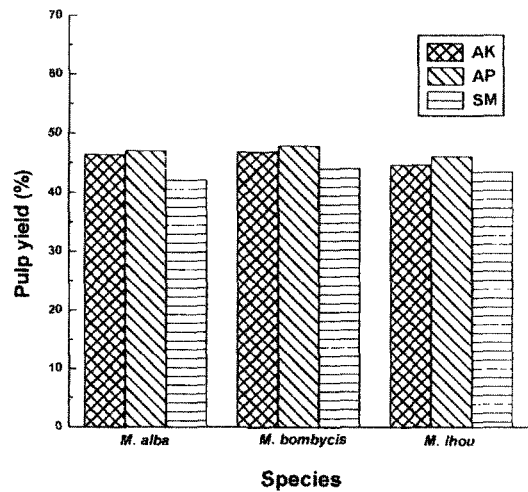 70
60
50
40
30
20
10
0
Pulp yield (%)
AK
AP
SM
M. alba
M. bombycis
M. lhou
Species